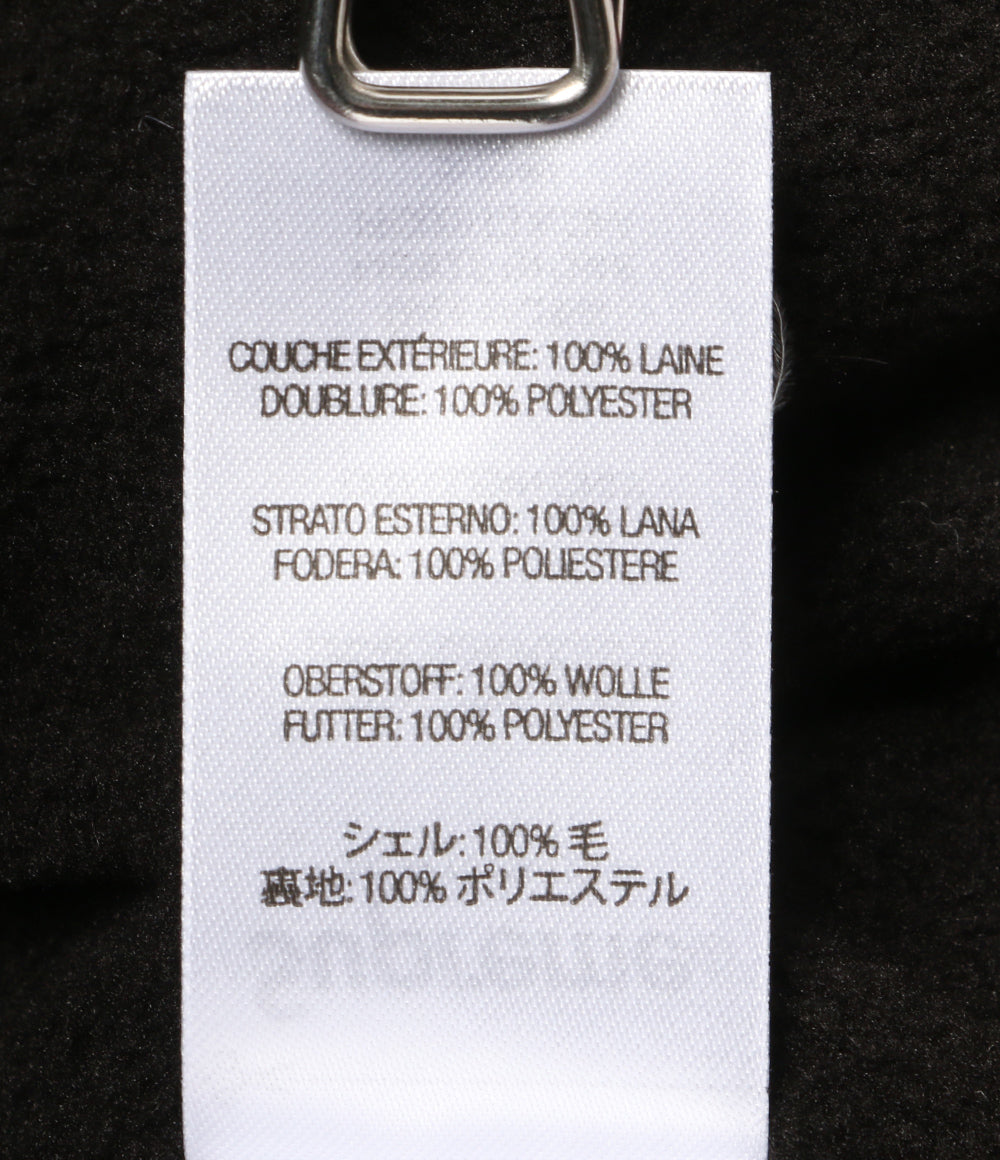 COUCHE EXTÉRIEURE: 100% LAINE
DOUBLURE: 100% POLYESTER
STRATO ESTERNO: 100% LANA
FODERA: 100% POLIESTERE
OBERSTOFF: 100% WOLLE
FUTTER: 100% POLYESTER
シェル: 100% 毛
裏地: 100% ポリエステル